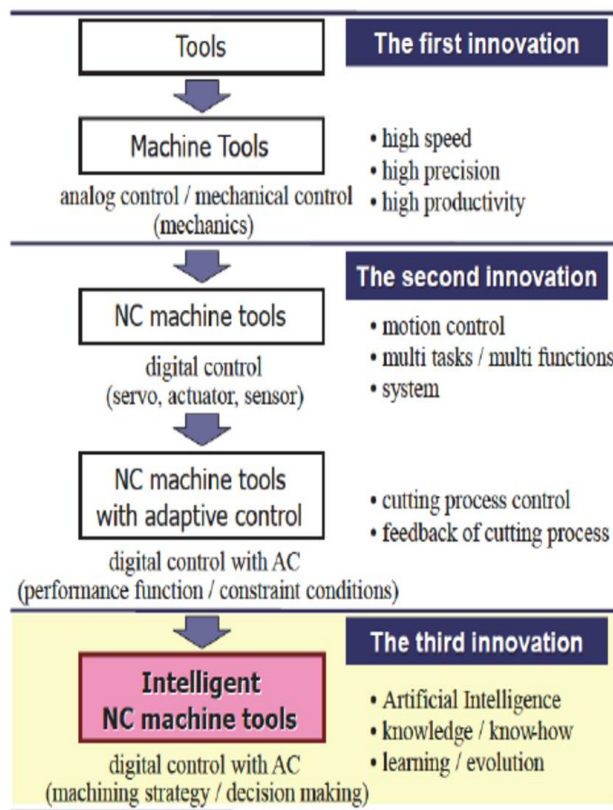 Tools
The first innovation
Machine Tools
analog control / mechanical control
(mechanics)
• high speed
• high precision
• high productivity
The second innovation
NC machine tools
digital control
(servo, actuator, sensor)
• motion control
• multi tasks / multi functions
• system
NC machine tools
with adaptive control
digital control with AC
(performance function / constraint conditions)
• cutting process control
• feedback of cutting process
The third innovation
Intelligent
NC machine tools
digital control with AC
(machining strategy / decision making)
• Artificial Intelligence
• knowledge / know-how
• learning / evolution